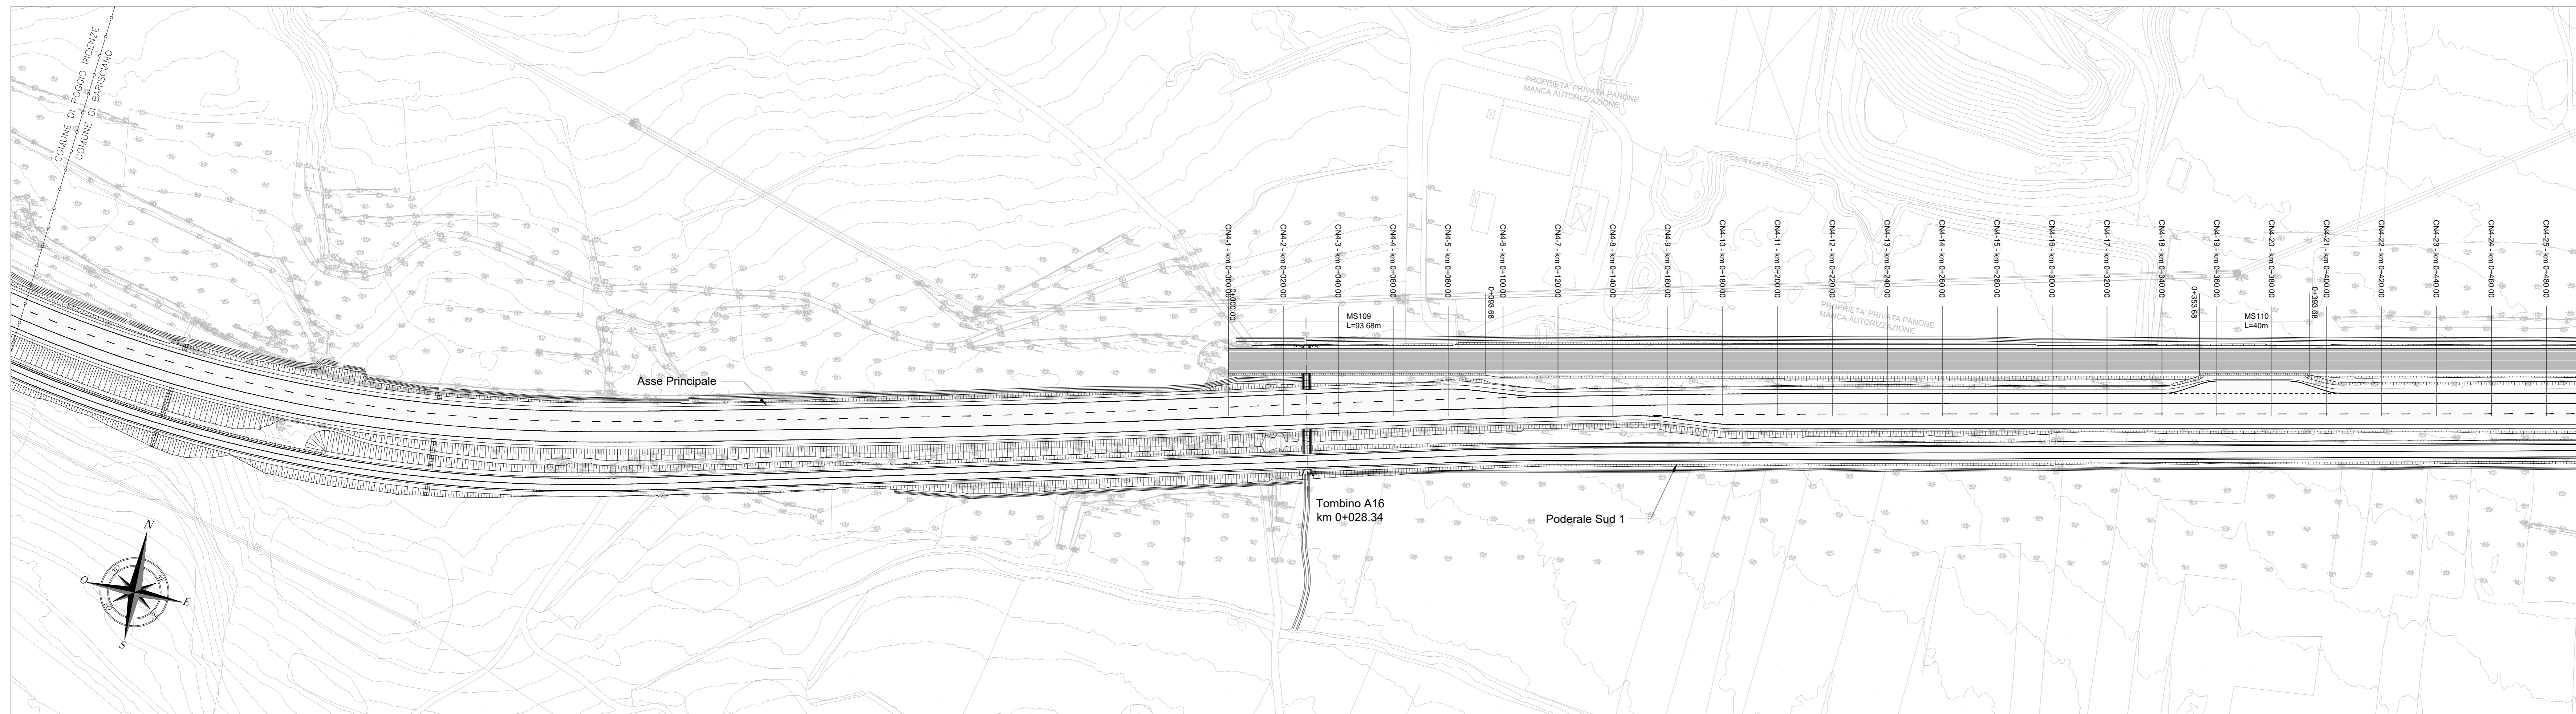 COMUNE DI POGGIO PICENZE
COMUNE DI BARISCIANO
PROPRIETA' PRIVATA PANONE
MANCA AUTORIZZAZIONE
CN4-1 - km 0+000.00
CN4-2 - km 0+020.00
CN4-3 - km 0+040.00
CN4-4 - km 0+060.00
CN4-5 - km 0+080.00
CN4-6 - km 0+100.00
CN4-7 - km 0+120.00
CN4-8 - km 0+140.00
CN4-9 - km 0+160.00
CN4-10 - km 0+180.00
CN4-11 - km 0+200.00
CN4-12 - km 0+220.00
CN4-13 - km 0+240.00
CN4-14 - km 0+260.00
CN4-15 - km 0+280.00
CN4-16 - km 0+300.00
CN4-17 - km 0+320.00
CN4-18 - km 0+340.00
CN4-19 - km 0+360.00
CN4-20 - km 0+380.00
CN4-21 - km 0+400.00
CN4-22 - km 0+420.00
CN4-23 - km 0+440.00
CN4-24 - km 0+460.00
CN4-25 - km 0+480.00
0+000.00
MS109
L=93.68m
0+093.68
PROPRIETA' PRIVATA PANONE
MANCA AUTORIZZAZIONE
0+353.68
MS110
L=40m
0+393.68
Asse Principale
Tombino A16
km 0+028.34
Poderale Sud 1
N
O
E
S